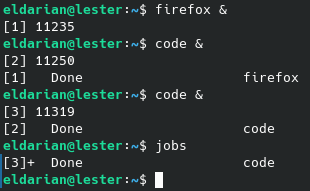 eldarian@lester:~$ firefox &
[1] 11235
eldarian@lester:~$ code &
[2] 11250
[1]   Done                    firefox
eldarian@lester:~$ code &
[3] 11319
[2]   Done                    code
eldarian@lester:~$ jobs
[3]+  Done                    code
eldarian@lester:~$